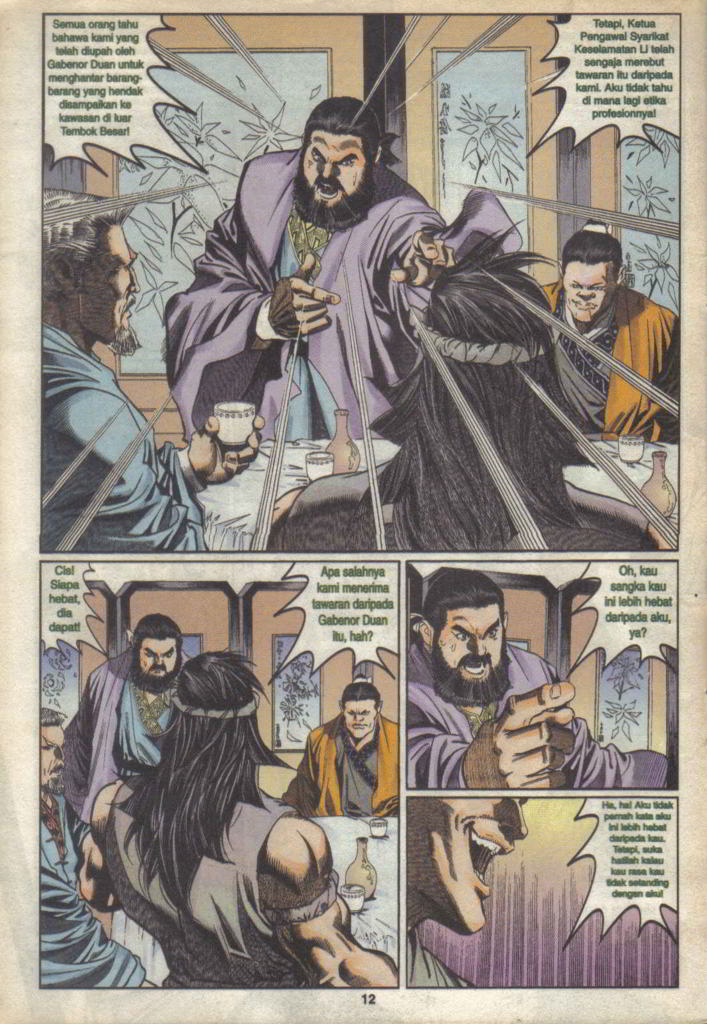 Semua orang tahu
bahawa kami yang
telah diupah oleh
Gabenor Duan untuk
menghantar barang-
barang yang hendak
disampaikan ke
kawasan di luar
Tembok Besar!
Tetapi, Ketua
Pengawal Syarikat
Keselamatan Li telah
sengaja merebut
tawaran itu daripada
kami. Aku tidak tahu
di mana lagi etika
profesionnya!
Cis!
Siapa
hebat,
dia
dapat!
Apa salahnya
kami menerima
tawaran daripada
Gabenor Duan
itu, hah?
Oh, kau
sangka kau
ini lebih hebat
daripada aku,
ya?
Ha, ha! Aku tidak
pernah kata aku
ini lebih hebat
daripada kau.
Tetapi, suka
hatilah kalau
kau rasa kau
tidak setanding
dengan aku!
12